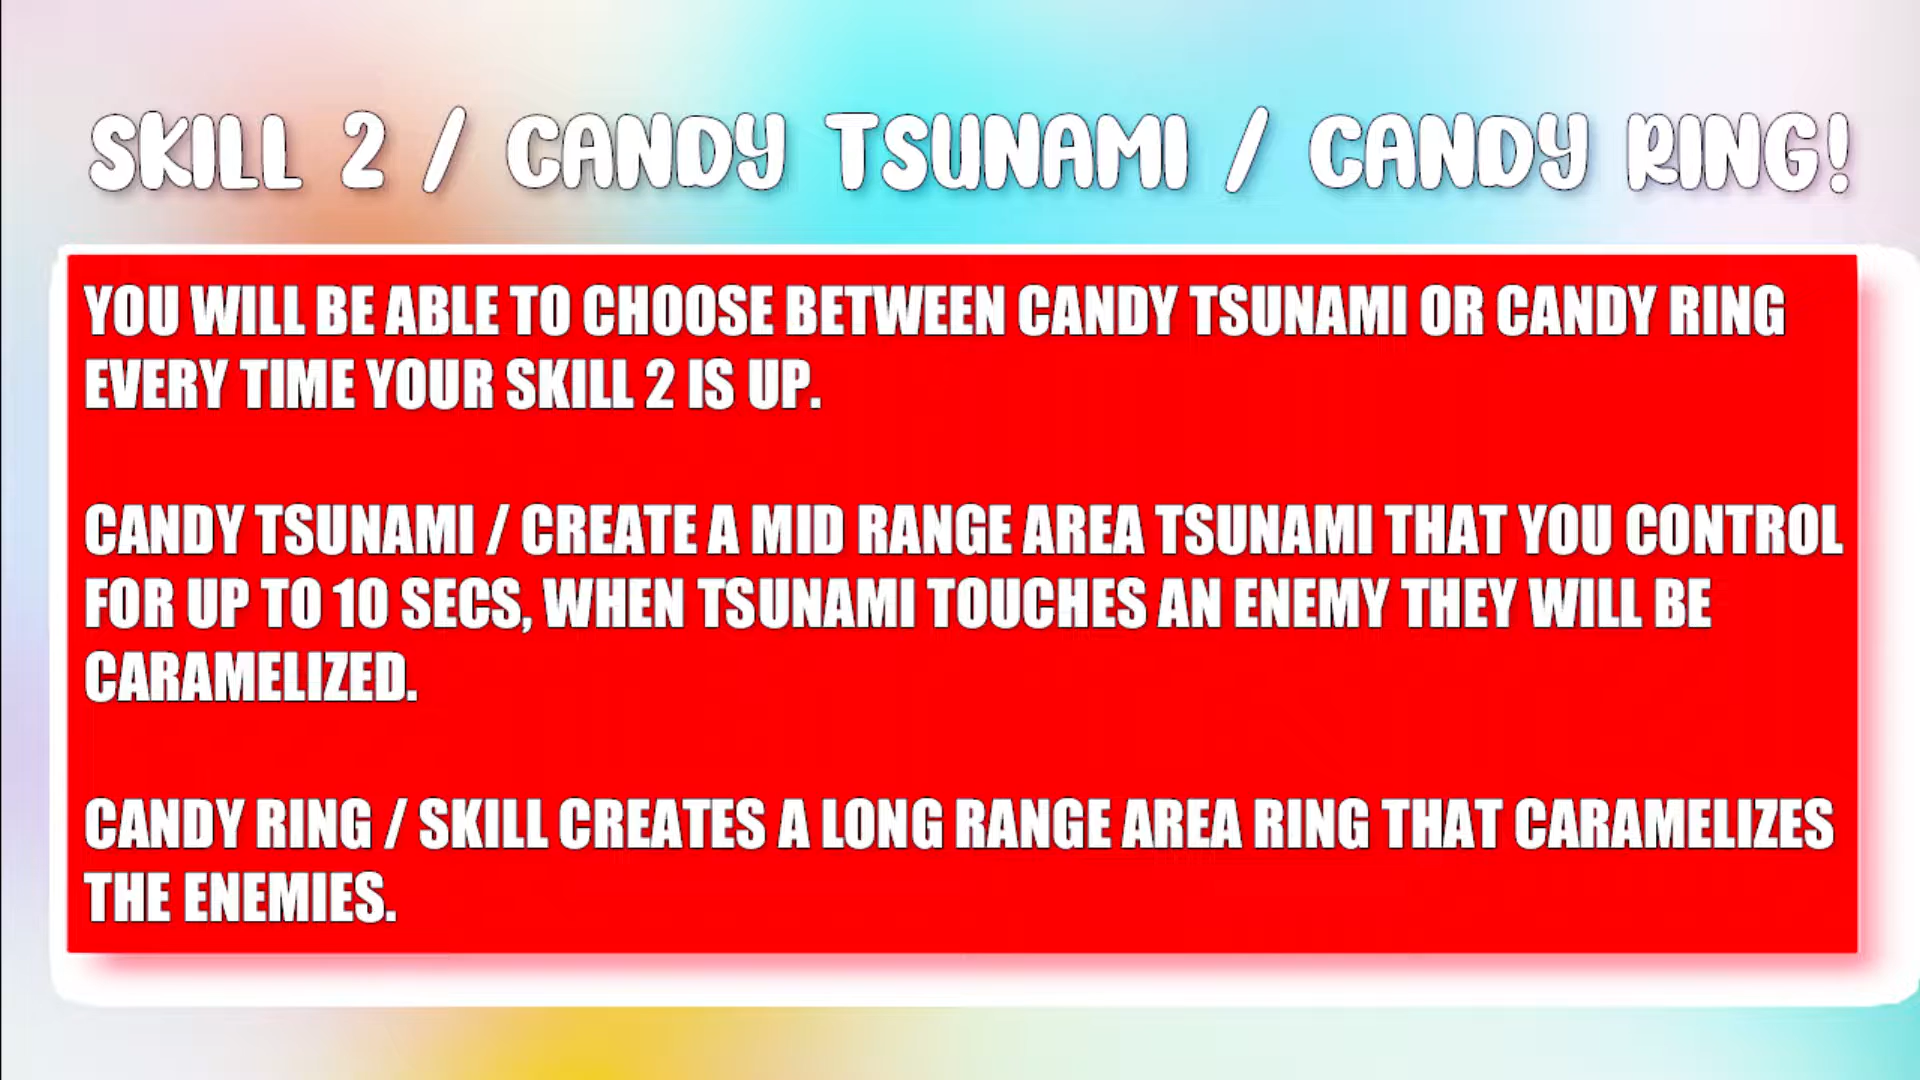 SKILL 2 / CANDY TSUNAMI / CANDY RING!
YOU WILL BE ABLE TO CHOOSE BETWEEN CANDY TSUNAMI OR CANDY RING
EVERY TIME YOUR SKILL 2 IS UP.
CANDY TSUNAMI / CREATE A MID RANGE AREA TSUNAMI THAT YOU CONTROL
FOR UP TO 10 SECS, WHEN TSUNAMI TOUCHES AN ENEMY THEY WILL BE
CARAMELIZED.
CANDY RING / SKILL CREATES A LONG RANGE AREA RING THAT CARAMELIZES
THE ENEMIES.